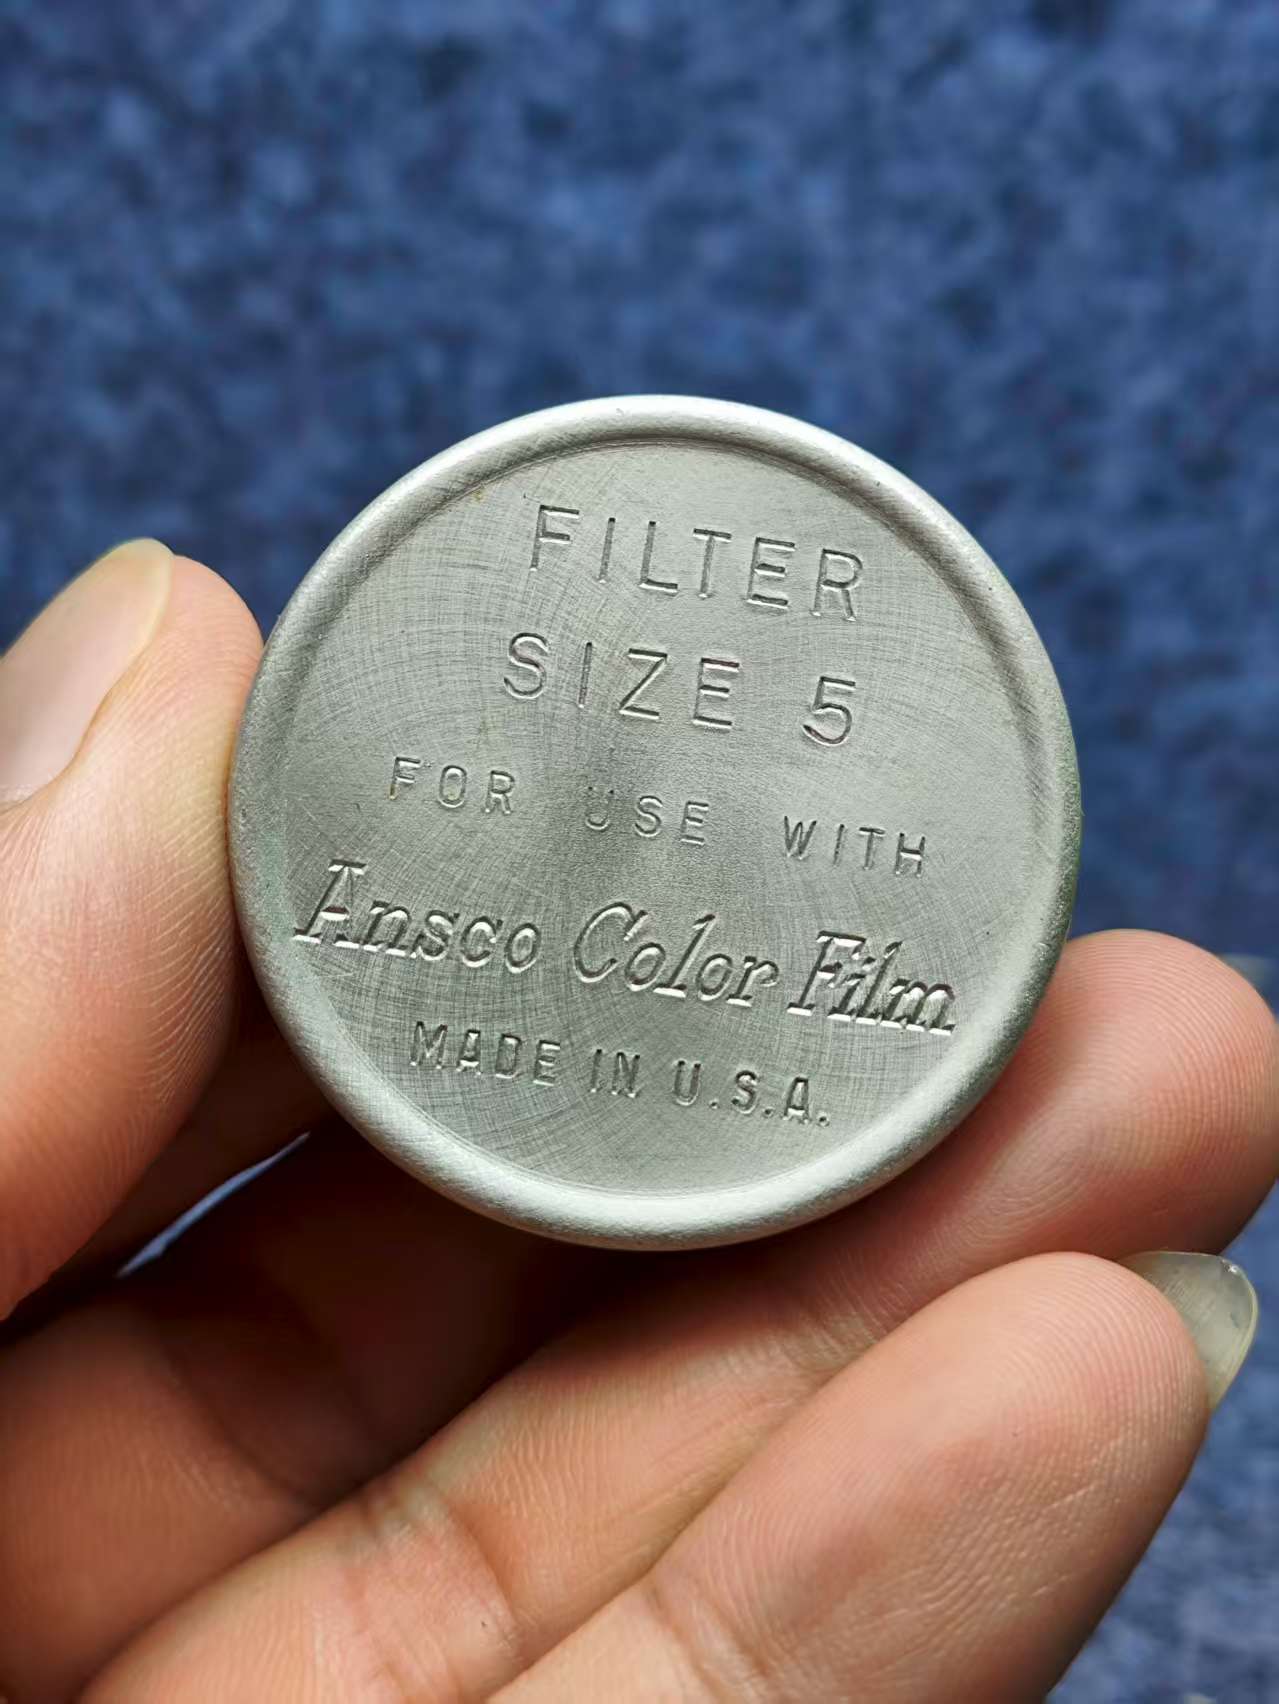 FILTER
SIZE 5
FOR USE WITH
Ansco Color Film
MADE IN U.S.A.